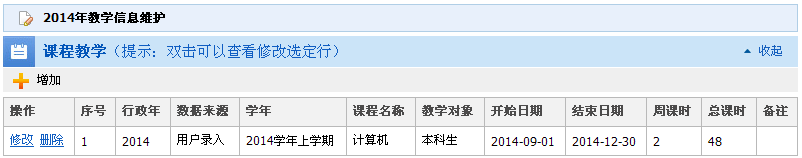 2014年教学信息维护
课程教学（提示：双击可以查看修改选定行） 收起
增加
操作 序号 行政年 数据来源 学年 课程名称 教学对象 开始日期 结束日期 周课时 总课时 备注
修改 删除 1 2014 用户录入 2014学年上学期 计算机 本科生 2014-09-01 2014-12-30 2 48